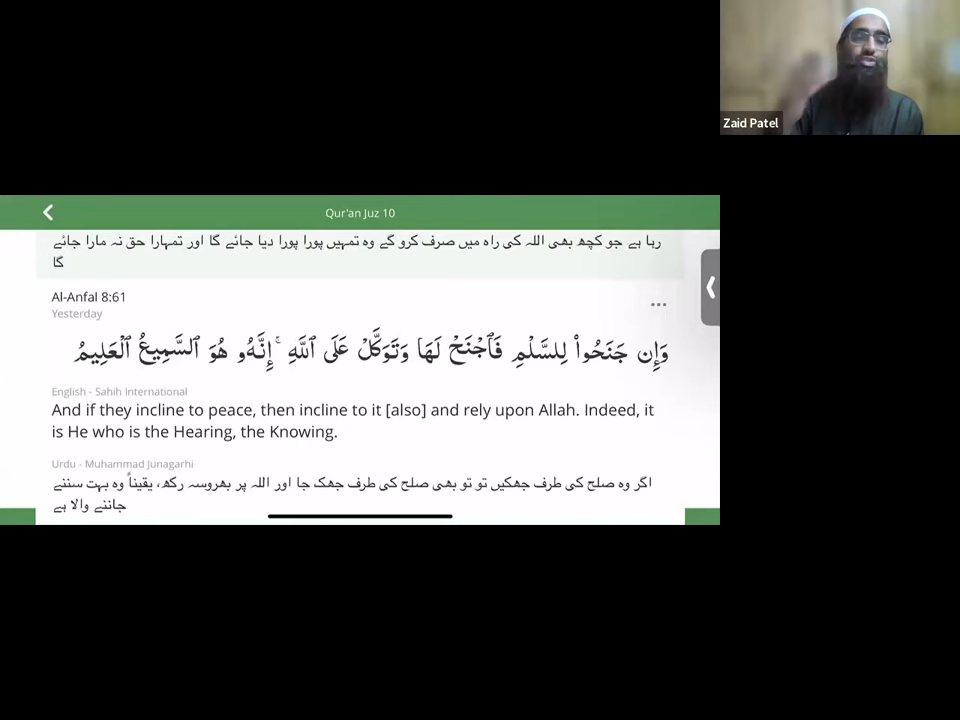 Zaid Patel
Qur'an Juz 10
رہا ہے جو کچھ بھی اللہ کی راہ میں صرف کرو گے وہ تمہیں پورا پورا دیا جائے گا اور تمہارا حق نہ مارا جائے
گا
Al-Anfal 8:61
Yesterday
وَإِن جَنَحُوا۟ لِلسَّلْمِ فَٱجْنَحْ لَهَا وَتَوَكَّلْ عَلَى ٱللَّهِ ۚ إِنَّهُۥ هُوَ ٱلسَّمِيعُ ٱلْعَلِيمُ
English - Sahih International
And if they incline to peace, then incline to it [also] and rely upon Allah. Indeed, it
is He who is the Hearing, the Knowing.
Urdu - Muhammad Junagarhi
اگر وه صلح کی طرف جھکیں تو تو بھی صلح کی طرف جھک جا اور اللہ پر بھروسہ رکھ، یقیناً وه بہت سننے
جاننے واﻻ ہے